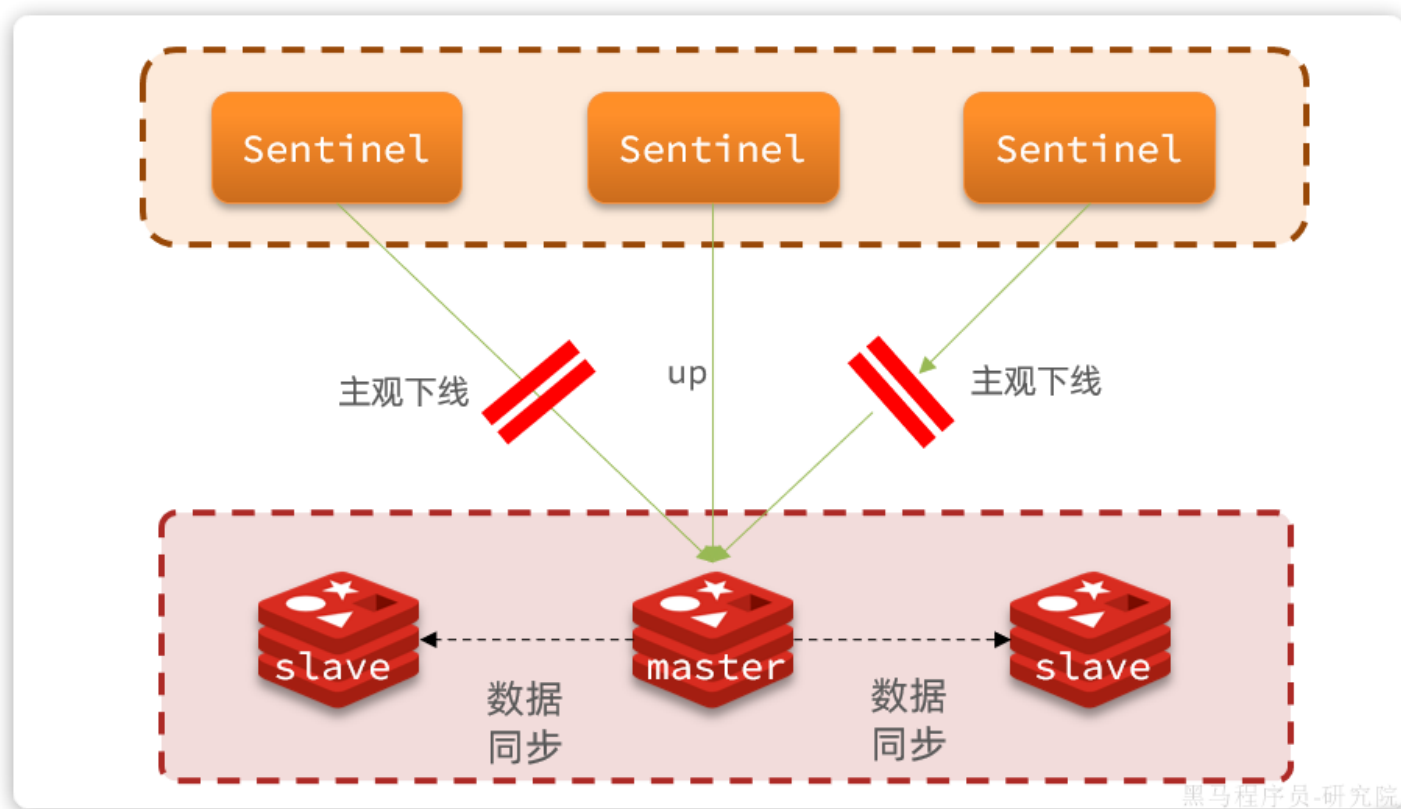 Sentinel
Sentinel
Sentinel
主观下线
up
主观下线
slave
master
slave
数据
同步
数据
同步
黑马程序员-研究院